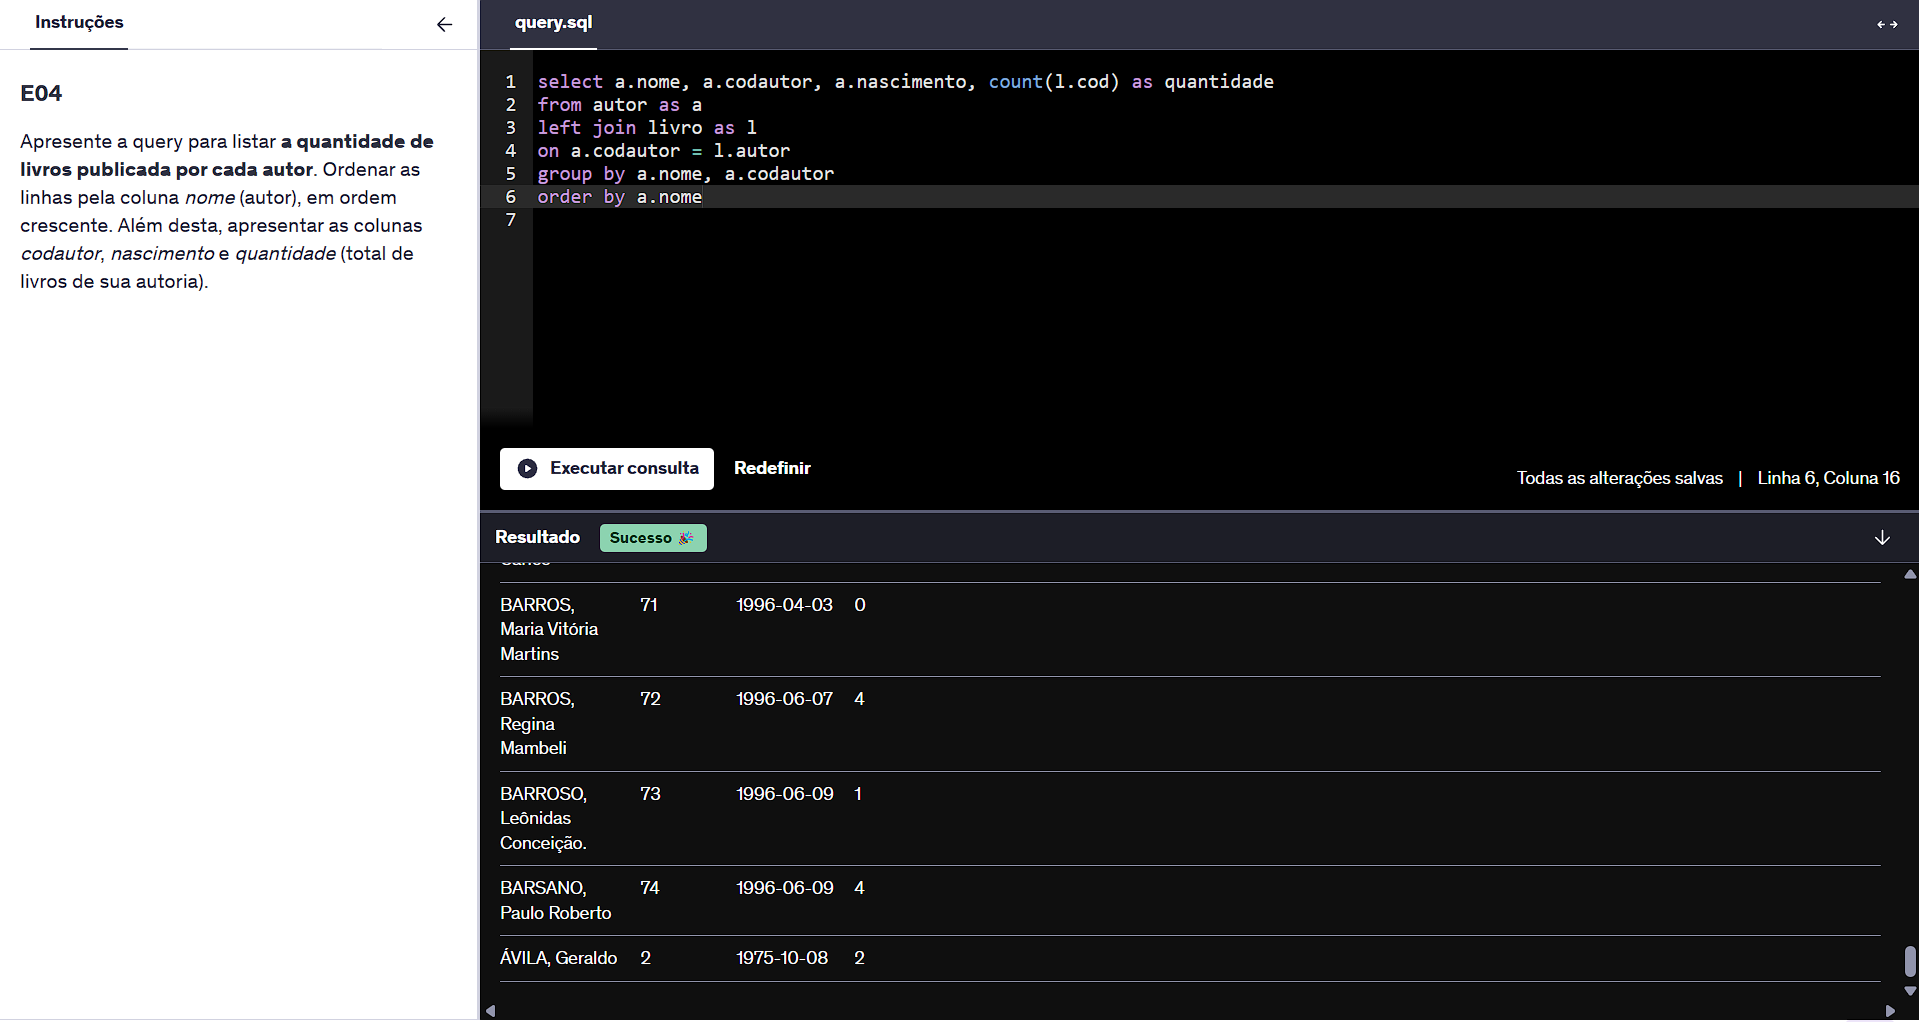 Instruções
E04
Apresente a query para listar a quantidade de
livros publicada por cada autor. Ordenar as
linhas pela coluna nome (autor), em ordem
crescente. Além desta, apresentar as colunas
codautor, nascimento e quantidade (total de
livros de sua autoria).
query.sql
1 select a.nome, a.codautor, a.nascimento, count(l.cod) as quantidade
2 from autor as a
3 left join livro as l
4 on a.codautor = l.autor
5 group by a.nome, a.codautor
6 order by a.nome
7
Executar consulta Redefinir
Todas as alterações salvas | Linha 6, Coluna 16
Resultado Sucesso
BARROS, 71 1996-04-03 0
Maria Vitória
Martins
BARROS, 72 1996-06-07 4
Regina
Mambeli
BARROSO, 73 1996-06-09 1
Leônidas
Conceição.
BARSANO, 74 1996-06-09 4
Paulo Roberto
ÁVILA, Geraldo 2 1975-10-08 2